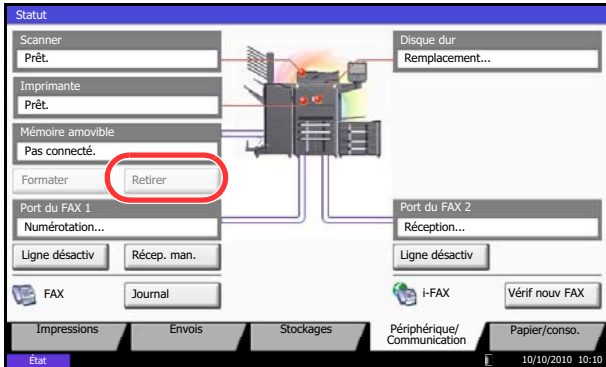 Statut
Scanner
Prêt.
Disque dur
Remplacement...
Imprimante
Prêt.
Mémoire amovible
Pas connecté.
Formater
Retirer
Port du FAX 1
Numérotation...
Port du FAX 2
Réception...
Ligne désactiv
Récep. man.
Ligne désactiv
FAX
Journal
i-FAX
Vérif nouv FAX
Impressions
Envois
Stockages
Périphérique/
Communication
Papier/conso.
État
10/10/2010 10:10